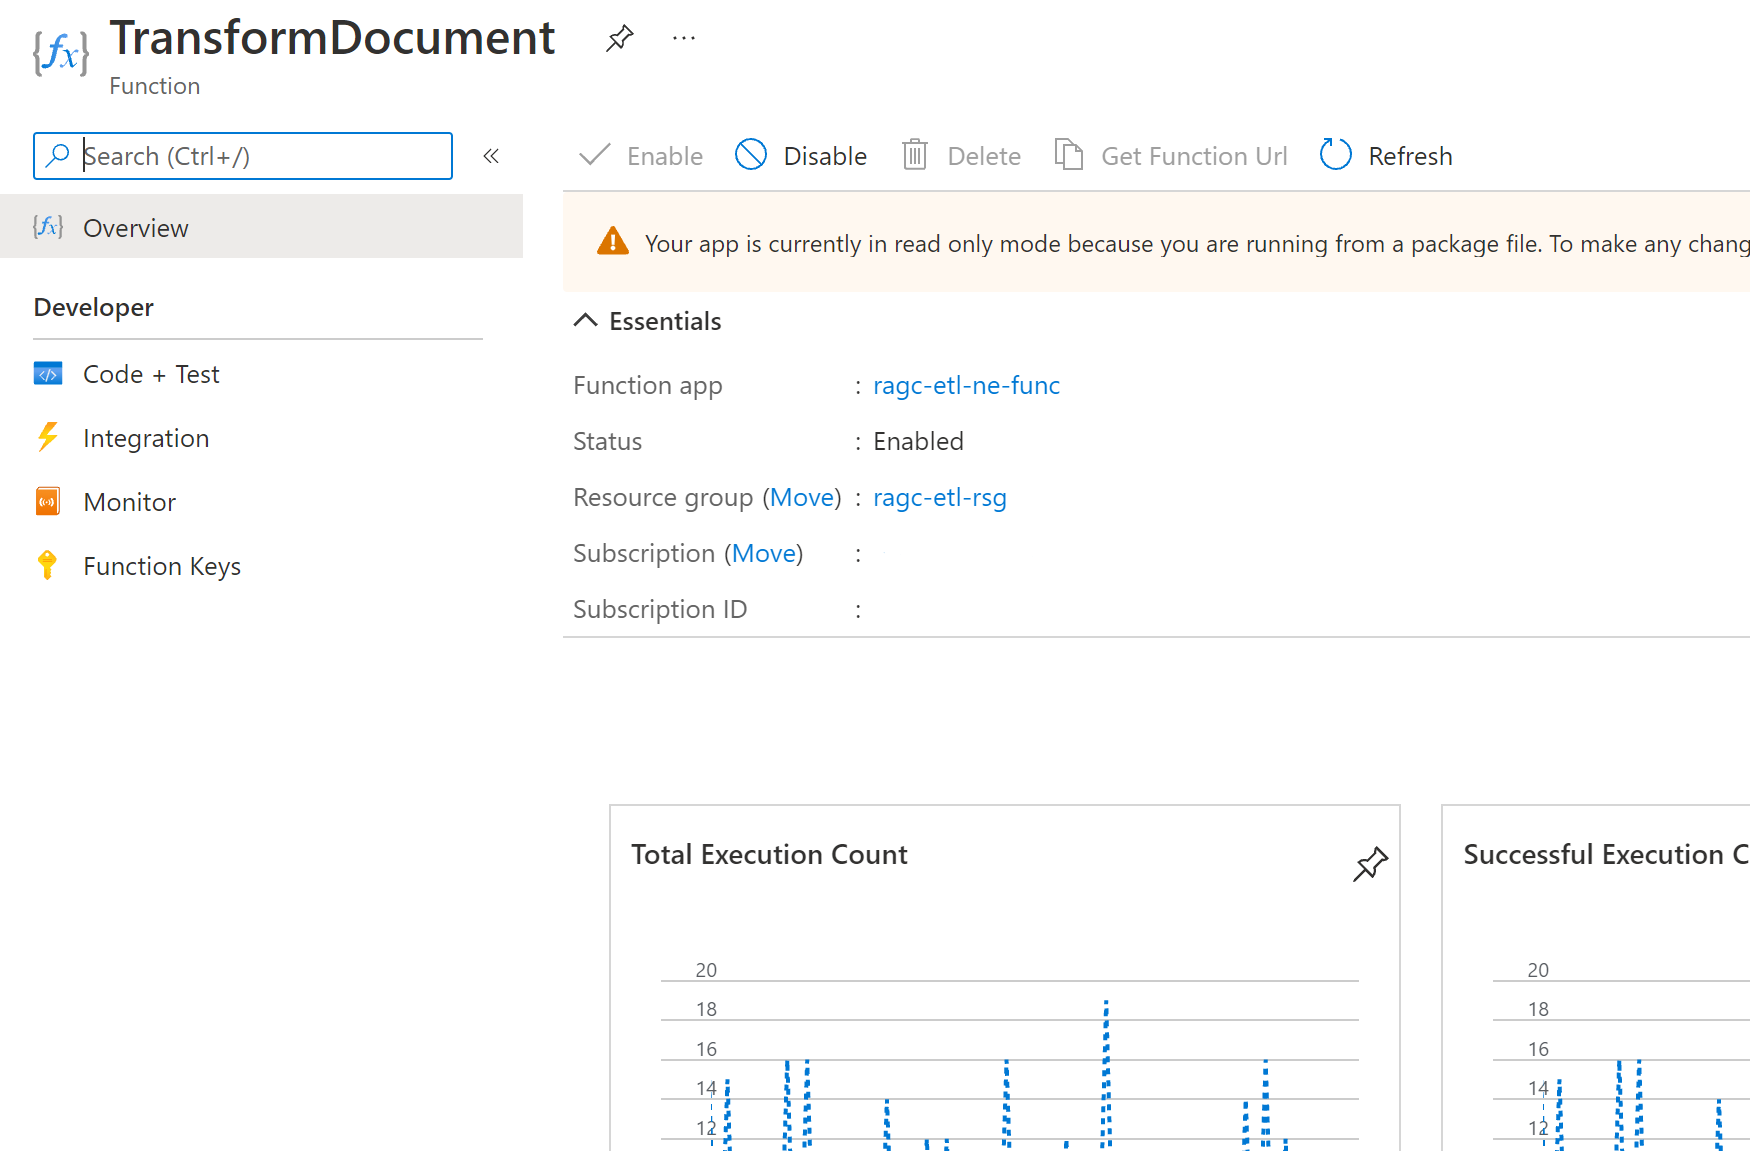 TransformDocument
Function
Search (Ctrl+/)
Overview
Developer
Code + Test
Integration
Monitor
Function Keys
Enable
Disable
Delete
Get Function Url
Refresh
Your app is currently in read only mode because you are running from a package file. To make any chang
Essentials
Function app : ragc-etl-ne-func
Status : Enabled
Resource group (Move) : ragc-etl-rsg
Subscription (Move) :
Subscription ID :
Total Execution Count
20
18
16
14
12
Successful Execution C
20
18
16
14
12